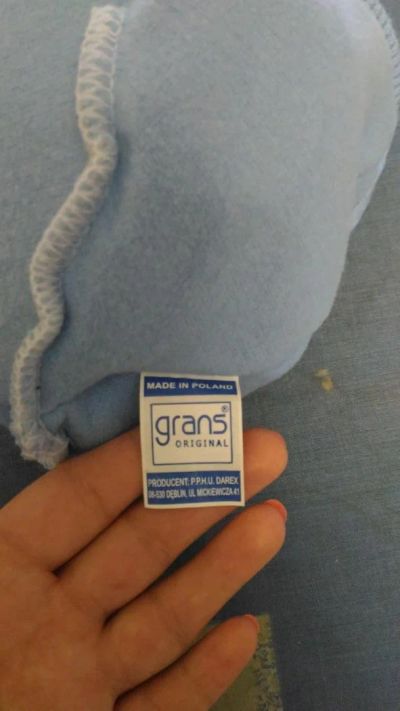 MADE IN POLAND
grans®
ORIGINAL
PRODUCENT: P.P.H.U. DAREX
08-530 DĘBLIN, UL MICKIEWICZA 41